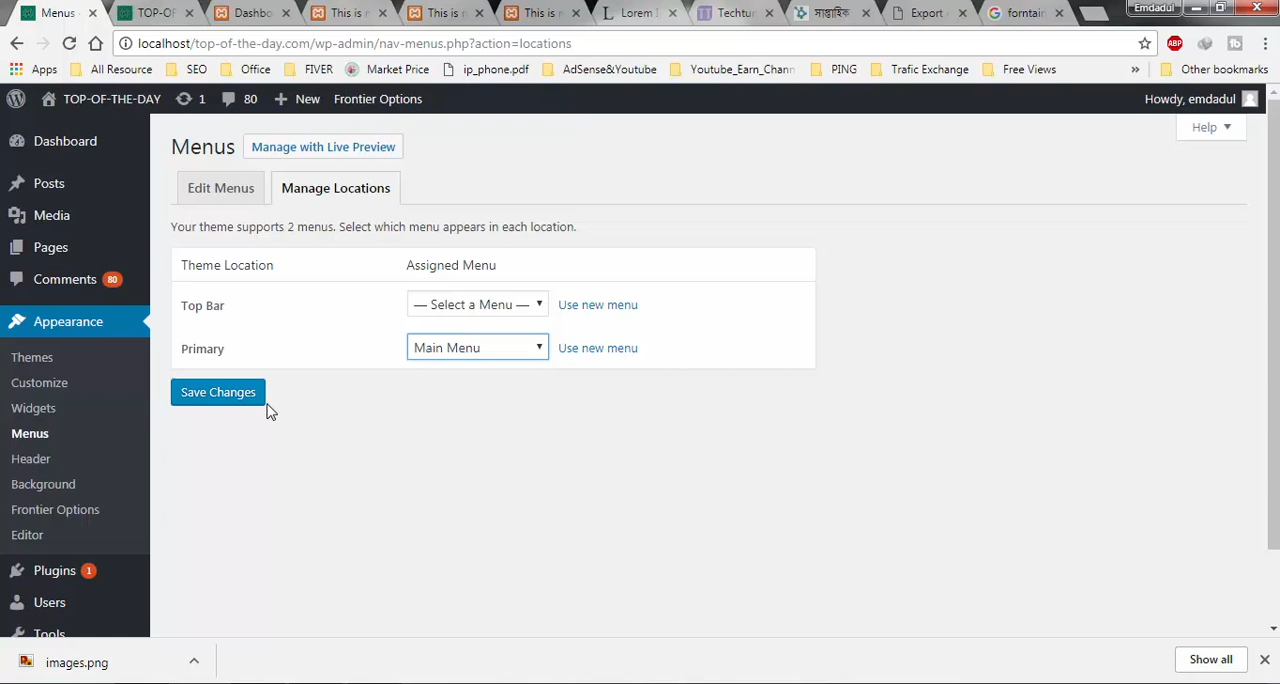 Menus
TOP-OF
Dashbo
This is r
This is r
This is r
Lorem I
Techtun
সাপ্তাহিক
Export
forntain
Emdadul
localhost/top-of-the-day.com/wp-admin/nav-menus.php?action=locations
ABP
Apps
All Resource
SEO
Office
FIVER
Market Price
ip_phone.pdf
AdSense&Youtube
Youtube_Earn_Chann
PING
Trafic Exchange
Free Views
»
Other bookmarks
TOP-OF-THE-DAY
1
80
New
Frontier Options
Howdy, emdadul
Dashboard
Posts
Media
Pages
Comments 80
Appearance
Themes
Customize
Widgets
Menus
Header
Background
Frontier Options
Editor
Plugins 1
Users
Tools
Help
Menus
Manage with Live Preview
Edit Menus
Manage Locations
Your theme supports 2 menus. Select which menu appears in each location.
Theme Location
Assigned Menu
Top Bar
— Select a Menu —
Use new menu
Primary
Main Menu
Use new menu
Save Changes
images.png
Show all